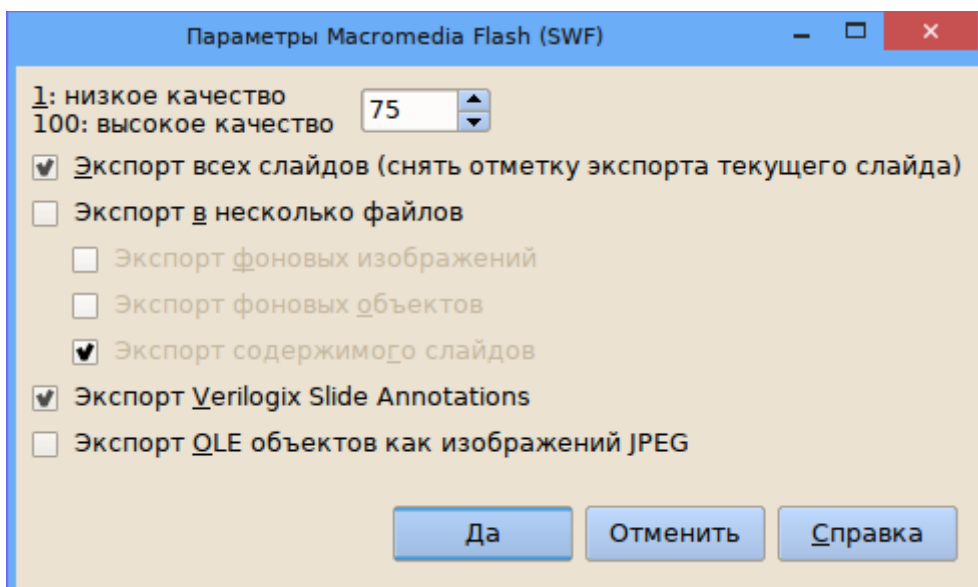 Параметры Macromedia Flash (SWF)
1: низкое качество
100: высокое качество
75
Экспорт всех слайдов (снять отметку экспорта текущего слайда)
Экспорт в несколько файлов
Экспорт фоновых изображений
Экспорт фоновых объектов
Экспорт содержимого слайдов
Экспорт Verilogix Slide Annotations
Экспорт OLE объектов как изображений JPEG
Да
Отменить
Справка